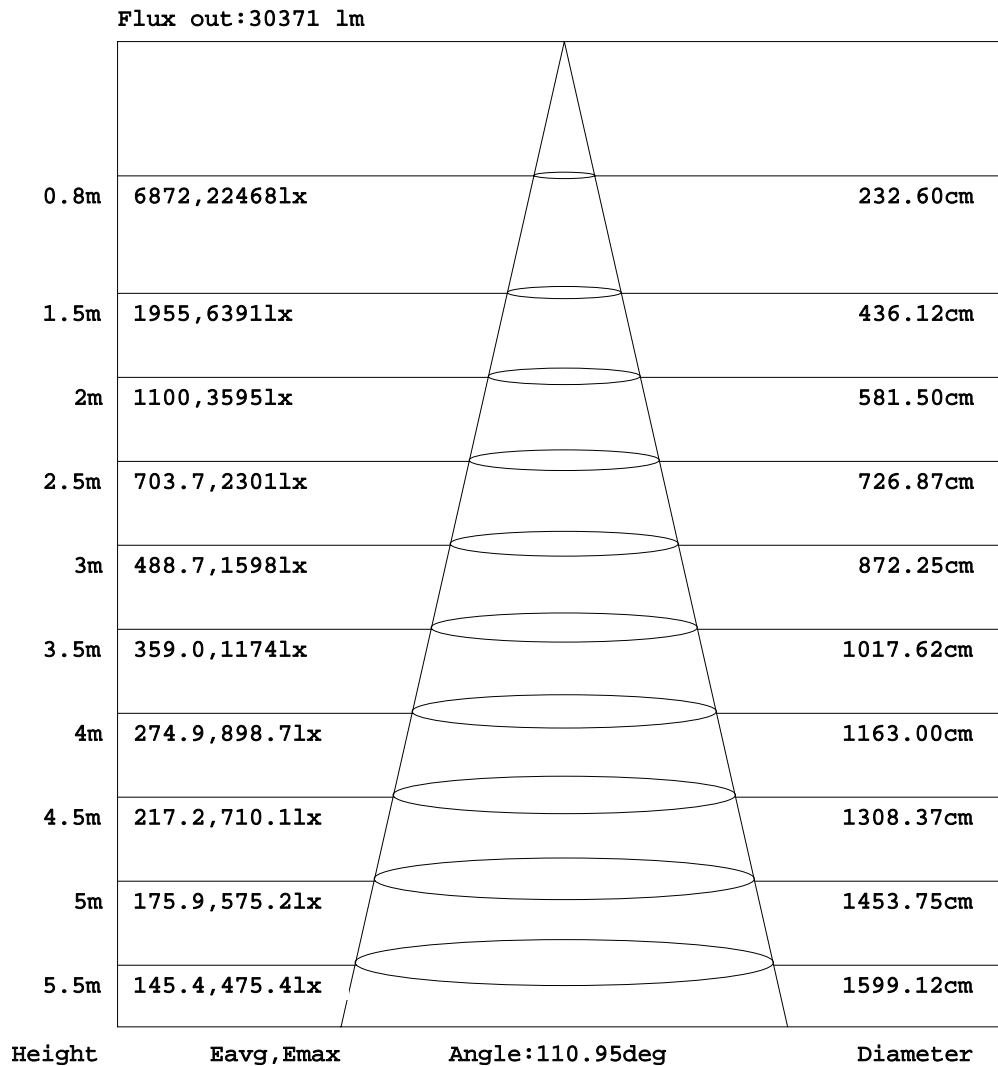 Flux out:30371 lm
0.8m 6872,22468lx 232.60cm
1.5m 1955,6391lx 436.12cm
2m 1100,3595lx 581.50cm
2.5m 703.7,2301lx 726.87cm
3m 488.7,1598lx 872.25cm
3.5m 359.0,1174lx 1017.62cm
4m 274.9,898.7lx 1163.00cm
4.5m 217.2,710.1lx 1308.37cm
5m 175.9,575.2lx 1453.75cm
5.5m 145.4,475.4lx 1599.12cm
Height Eavg,Emax Angle:110.95deg Diameter